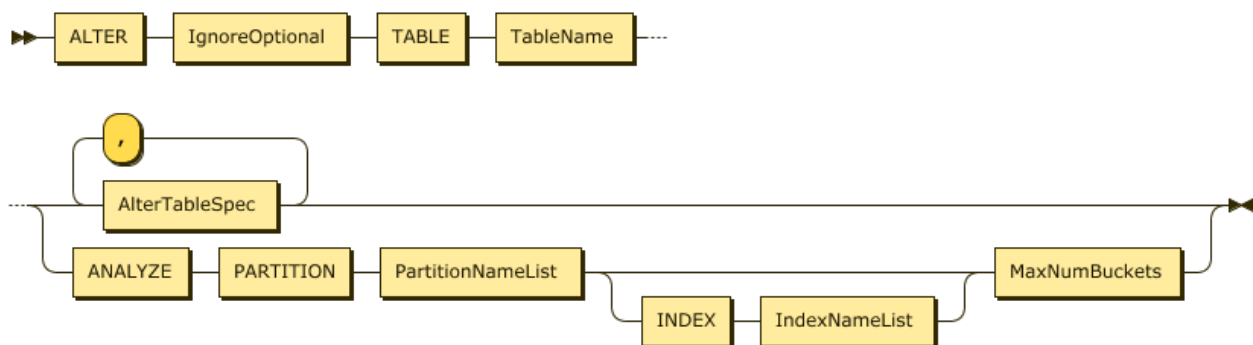 ALTER IgnoreOptional TABLE TableName
,
AlterTableSpec
ANALYZE PARTITION PartitionNameList MaxNumBuckets
INDEX IndexNameList